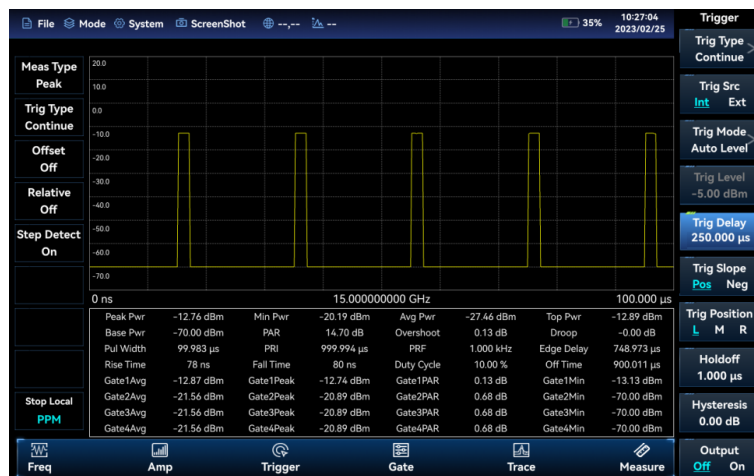 File Mode System ScreenShot --,-- -- 35% 10:27:04
2023/02/25
Trigger
Meas Type
Peak
Trig Type
Continue
Offset
Off
Relative
Off
Step Detect
On
Stop Local
PPM
20.0
10.0
0.0
-10.0
-20.0
-30.0
-40.0
-50.0
-60.0
-70.0
0 ns 15.000000000 GHz 100.000 µs
Peak Pwr -12.76 dBm Min Pwr -20.19 dBm Avg Pwr -27.46 dBm Top Pwr -12.89 dBm
Base Pwr -70.00 dBm PAR 14.70 dB Overshoot 0.13 dB Droop -0.00 dB
Pul Width 99.983 µs PRI 999.994 µs PRF 1.000 kHz Edge Delay 748.973 µs
Rise Time 78 ns Fall Time 80 ns Duty Cycle 10.00 % Off Time 900.011 µs
Gate1Avg -12.87 dBm Gate1Peak -12.74 dBm Gate1PAR 0.13 dB Gate1Min -13.13 dBm
Gate2Avg -21.56 dBm Gate2Peak -20.89 dBm Gate2PAR 0.68 dB Gate2Min -70.00 dBm
Gate3Avg -21.56 dBm Gate3Peak -20.89 dBm Gate3PAR 0.68 dB Gate3Min -70.00 dBm
Gate4Avg -21.56 dBm Gate4Peak -20.89 dBm Gate4PAR 0.68 dB Gate4Min -70.00 dBm
Trig Type
Continue
Trig Src
Int Ext
Trig Mode
Auto Level
Trig Level
-5.00 dBm
Trig Delay
250.000 µs
Trig Slope
Pos Neg
Trig Position
L M R
Holdoff
1.000 µs
Hysteresis
0.00 dB
Output
Off On
Freq Amp Trigger Gate Trace Measure